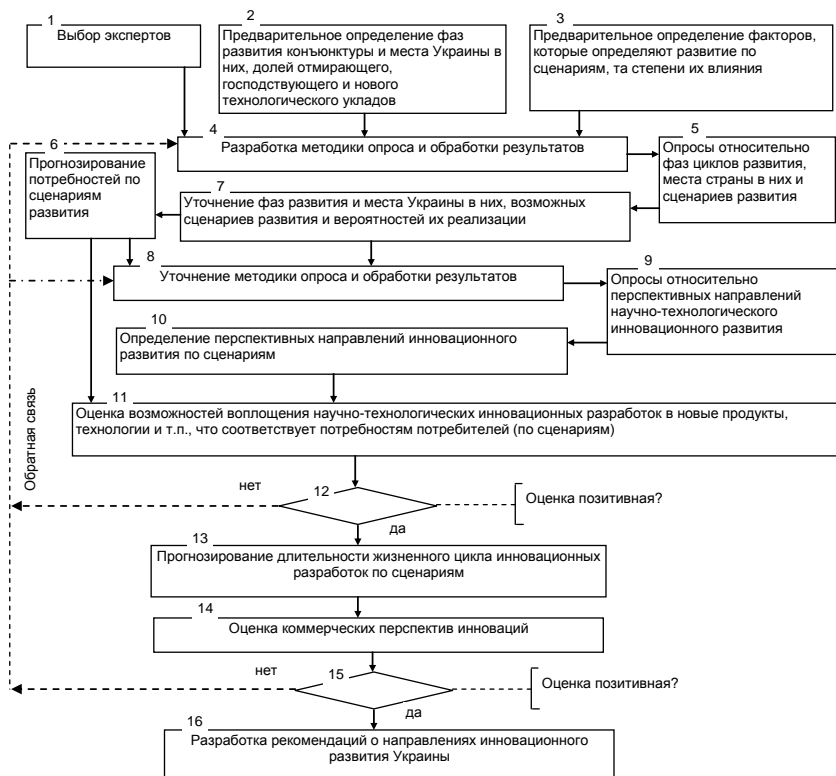 1
Выбор экспертов
2
Предварительное определение фаз
развития конъюнктуры и места Украины в
них, долей отмирающего,
господствующего и нового
технологического укладов
3
Предварительное определение факторов,
которые определяют развитие по
сценариям, та степени их влияния
4
Разработка методики опроса и обработки результатов
5
Опросы относительно
фаз циклов развития,
места страны в них и
сценариев развития
6
Прогнозирование
потребностей по
сценариям
развития
7
Уточнение фаз развития и места Украины в них, возможных
сценариев развития и вероятностей их реализации
8
Уточнение методики опроса и обработки результатов
9
Опросы относительно
перспективных направлений
научно-технологического
инновационного развития
10
Определение перспективных направлений инновационного
развития по сценариям
11
Оценка возможностей воплощения научно-технологических инновационных разработок в новые продукты,
технологии и т.п., что соответствует потребностям потребителей (по сценариям)
Обратная связь
нет
12
Оценка позитивная?
да
13
Прогнозирование длительности жизненного цикла инновационных
разработок по сценариям
14
Оценка коммерческих перспектив инноваций
нет
15
Оценка позитивная?
да
16
Разработка рекомендаций о направлениях инновационного
развития Украины